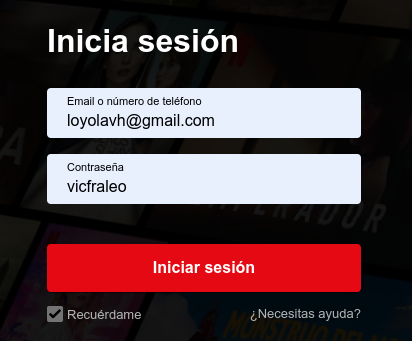 Inicia sesión
Email o número de teléfono
loyolavh@gmail.com
Contraseña
vicfraleo
Iniciar sesión
Recuérdame
¿Necesitas ayuda?